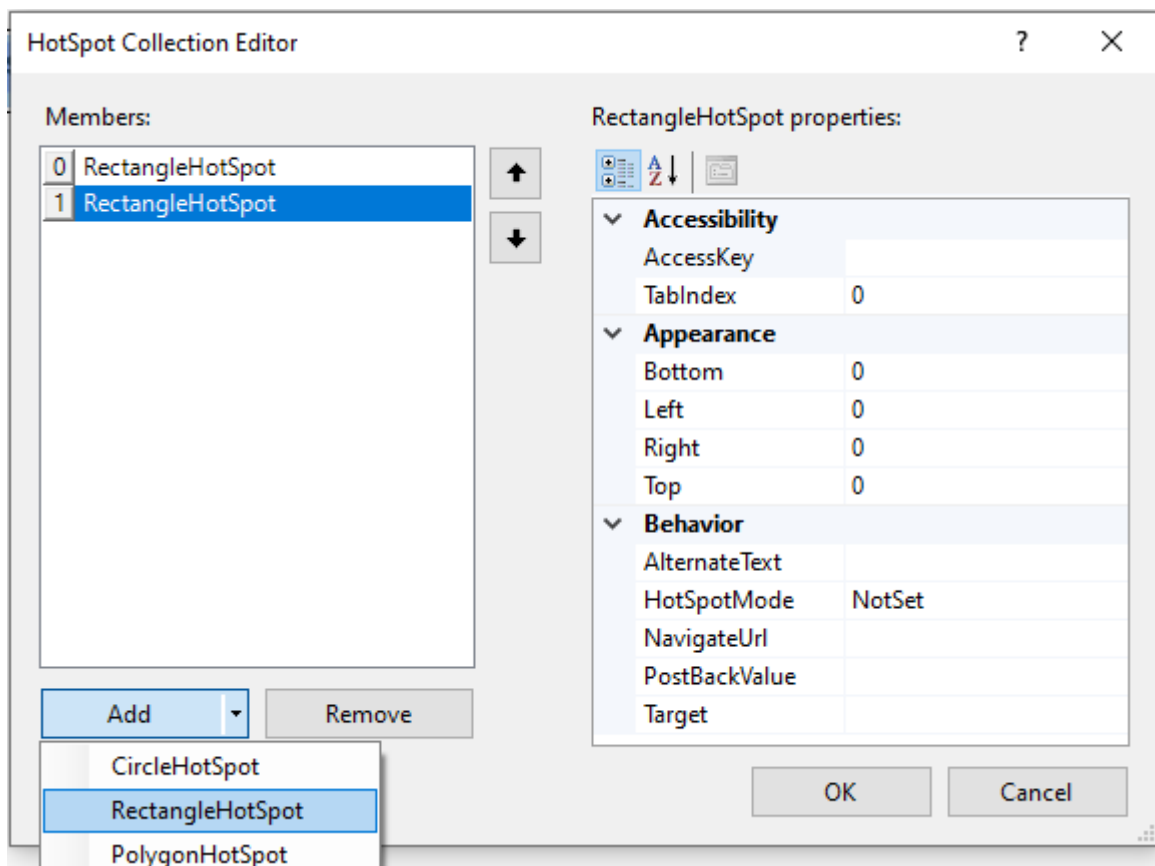 HotSpot Collection Editor
?
Members:
0 RectangleHotSpot
1 RectangleHotSpot
Add
Remove
CircleHotSpot
RectangleHotSpot
PolygonHotSpot
RectangleHotSpot properties:
A
Z
Accessibility
AccessKey
TabIndex 0
Appearance
Bottom 0
Left 0
Right 0
Top 0
Behavior
AlternateText
HotSpotMode NotSet
NavigateUrl
PostBackValue
Target
OK
Cancel